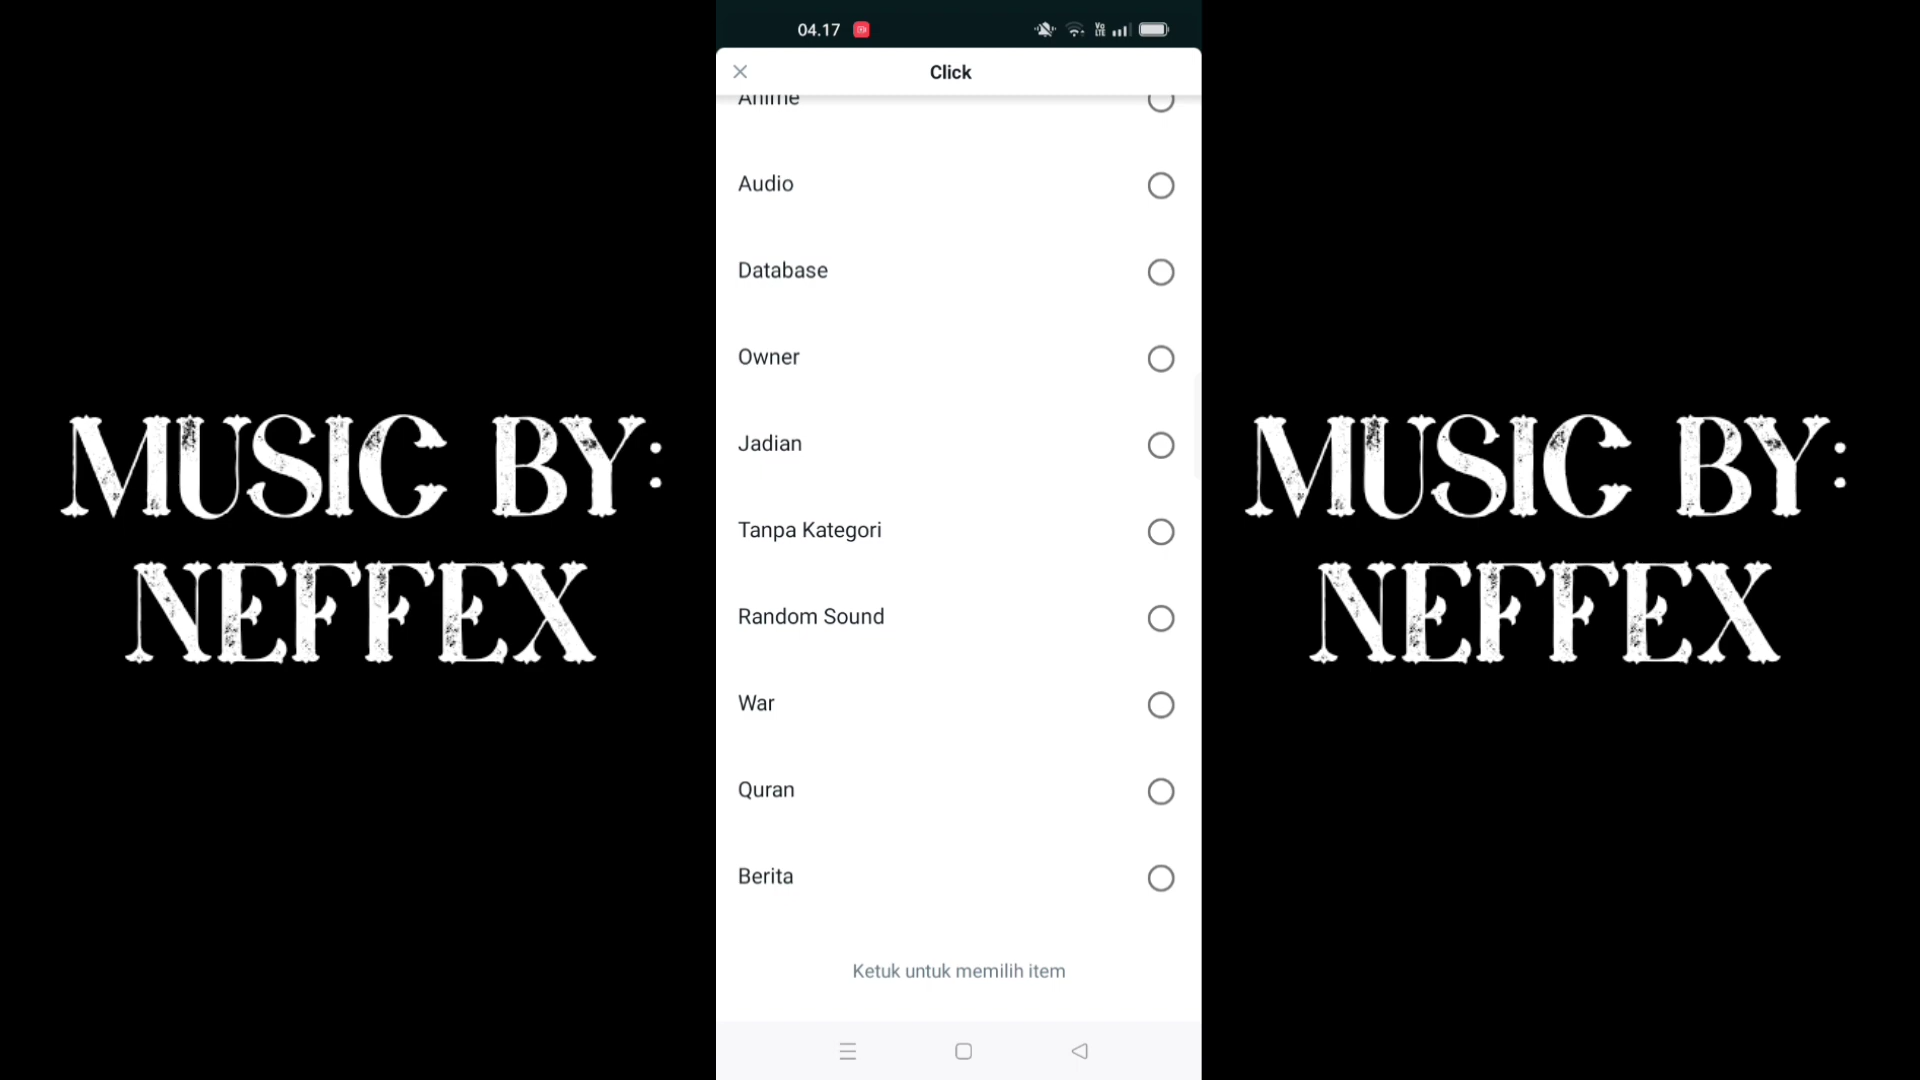 04.17
Click
Anime
Audio
Database
Owner
Jadian
Tanpa Kategori
Random Sound
War
Quran
Berita
Ketuk untuk memilih item
MUSIC BY:
NEFFEX
MUSIC BY:
NEFFEX